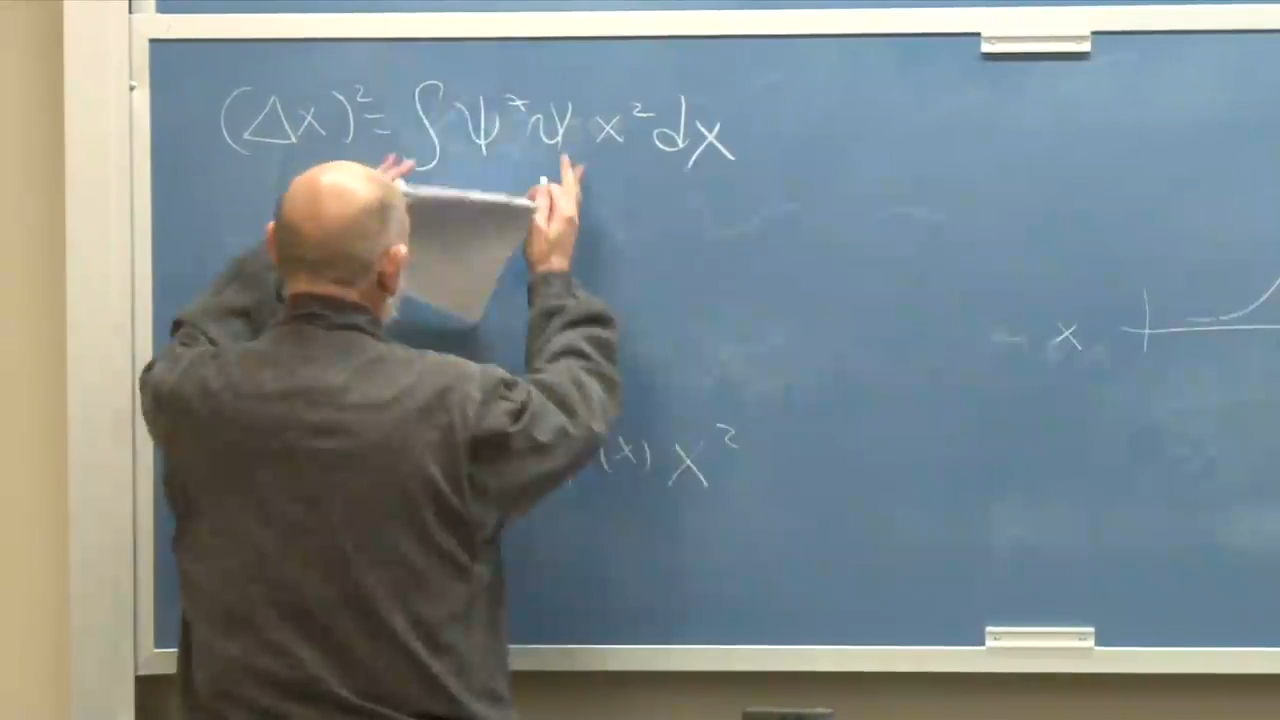 (Δx)² = ∫ψ*ψ x² dx
x
(x) x²